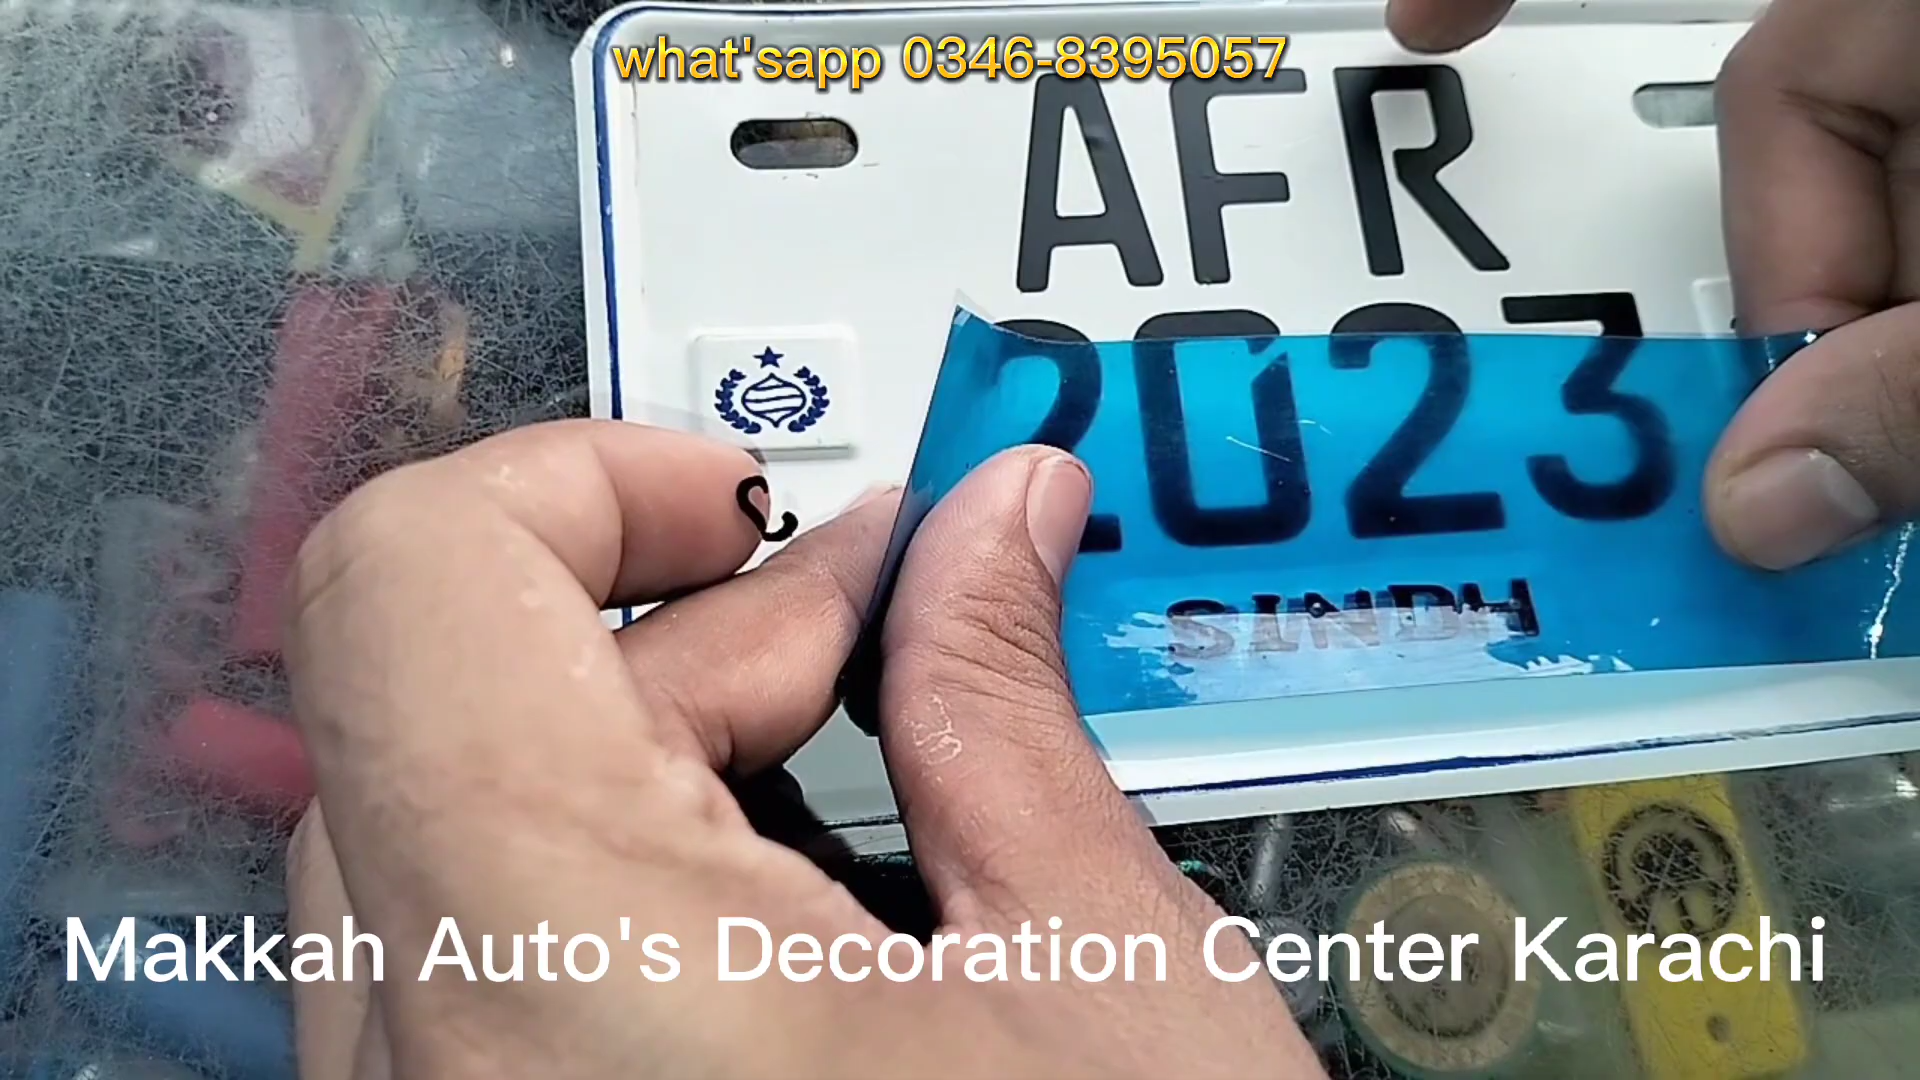 what'sapp 0346-8395057
AFR
2023
SINDH
Makkah Auto's Decoration Center Karachi